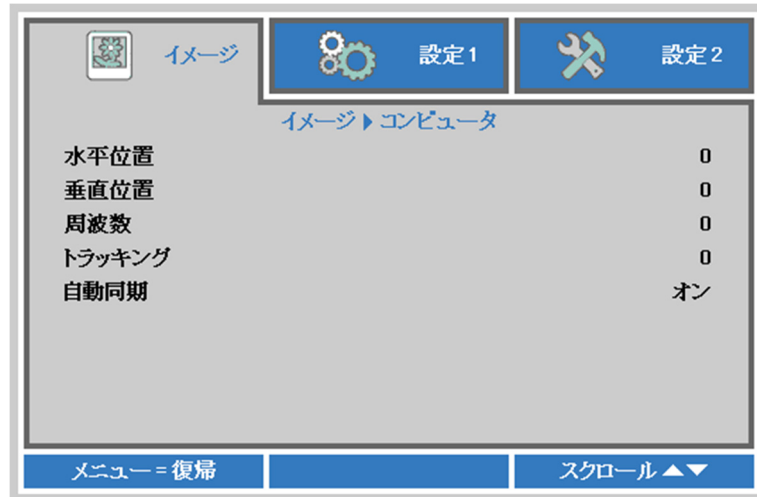 イメージ
設定1
設定2
イメージ▶コンピュータ
水平位置 0
垂直位置 0
周波数 0
トラッキング 0
自動同期 オン
メニュー=復帰
スクロール▲▼